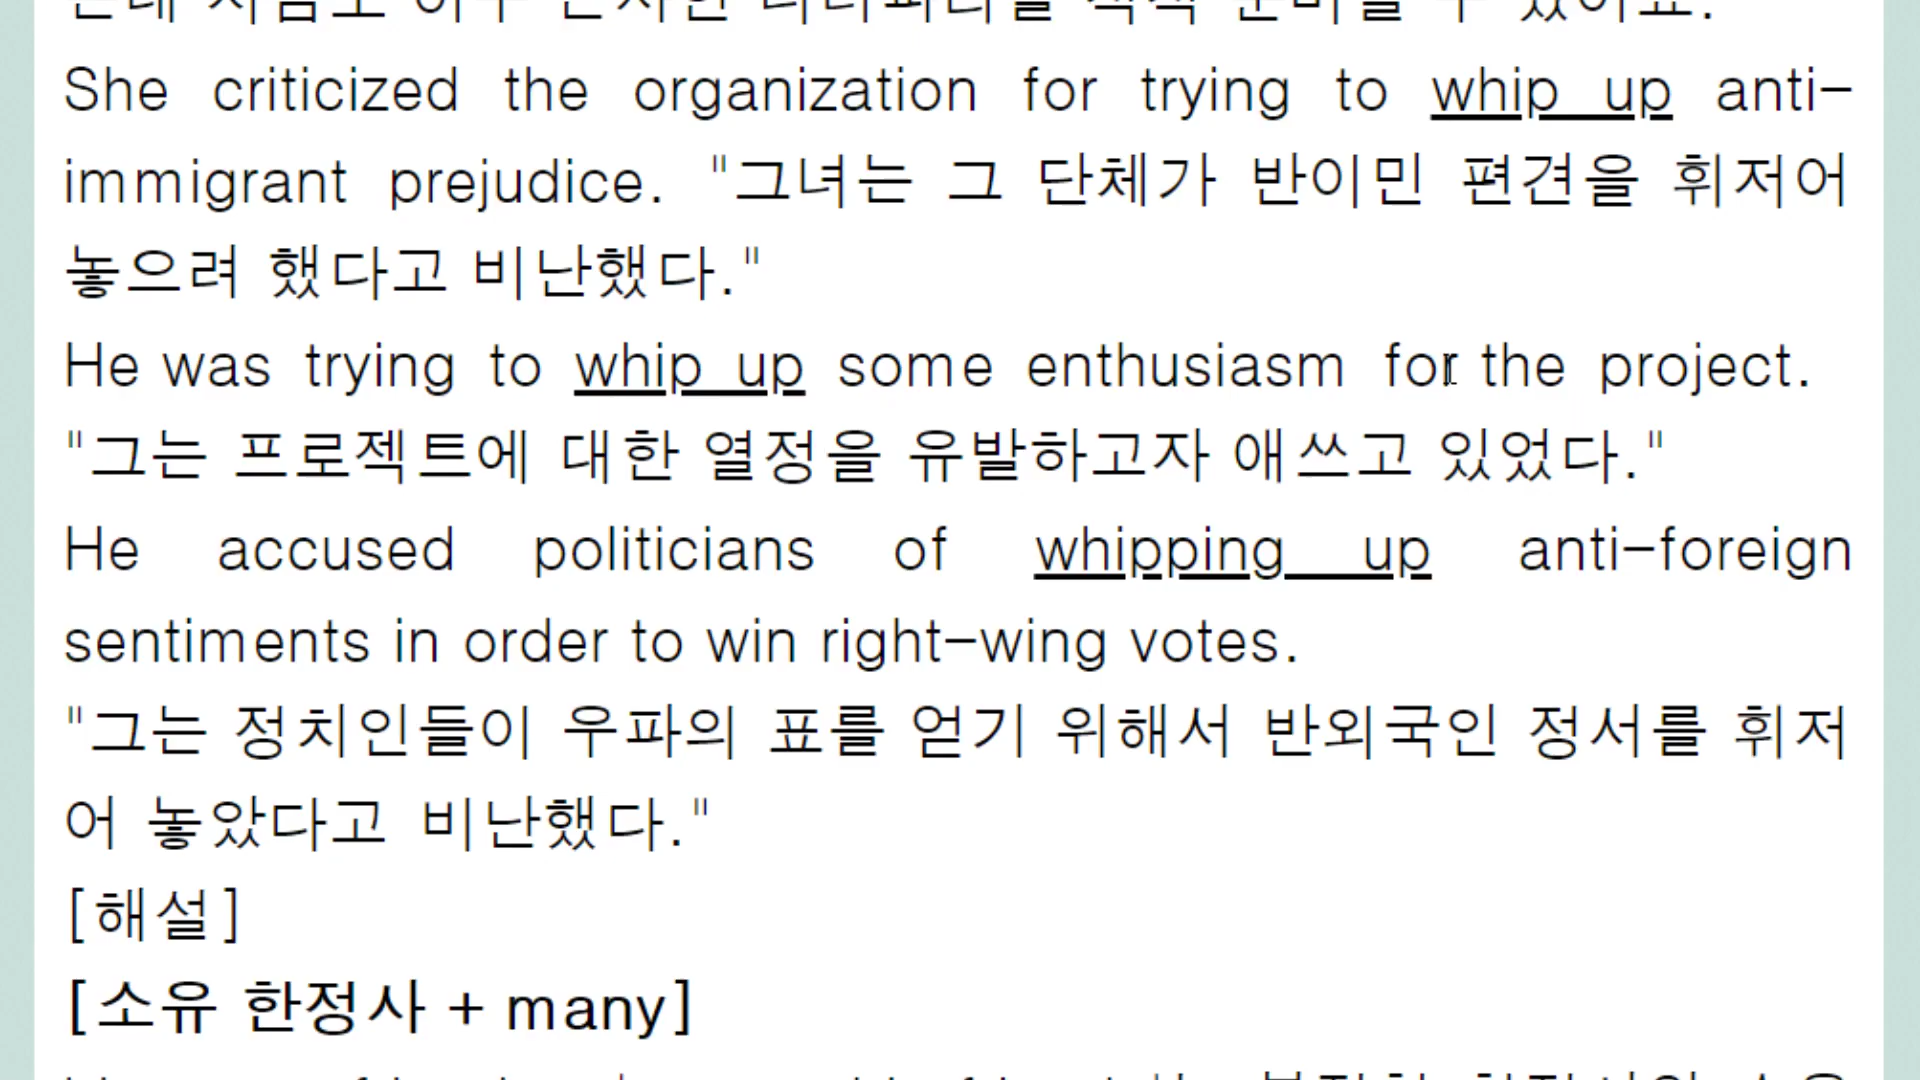 She criticized the organization for trying to whip up anti-
immigrant prejudice. "그녀는 그 단체가 반이민 편견을 휘저어
놓으려 했다고 비난했다."
He was trying to whip up some enthusiasm for the project.
"그는 프로젝트에 대한 열정을 유발하고자 애쓰고 있었다."
He accused politicians of whipping up anti-foreign
sentiments in order to win right-wing votes.
"그는 정치인들이 우파의 표를 얻기 위해서 반외국인 정서를 휘저
어 놓았다고 비난했다."
[해설]
[소유 한정사 + many]